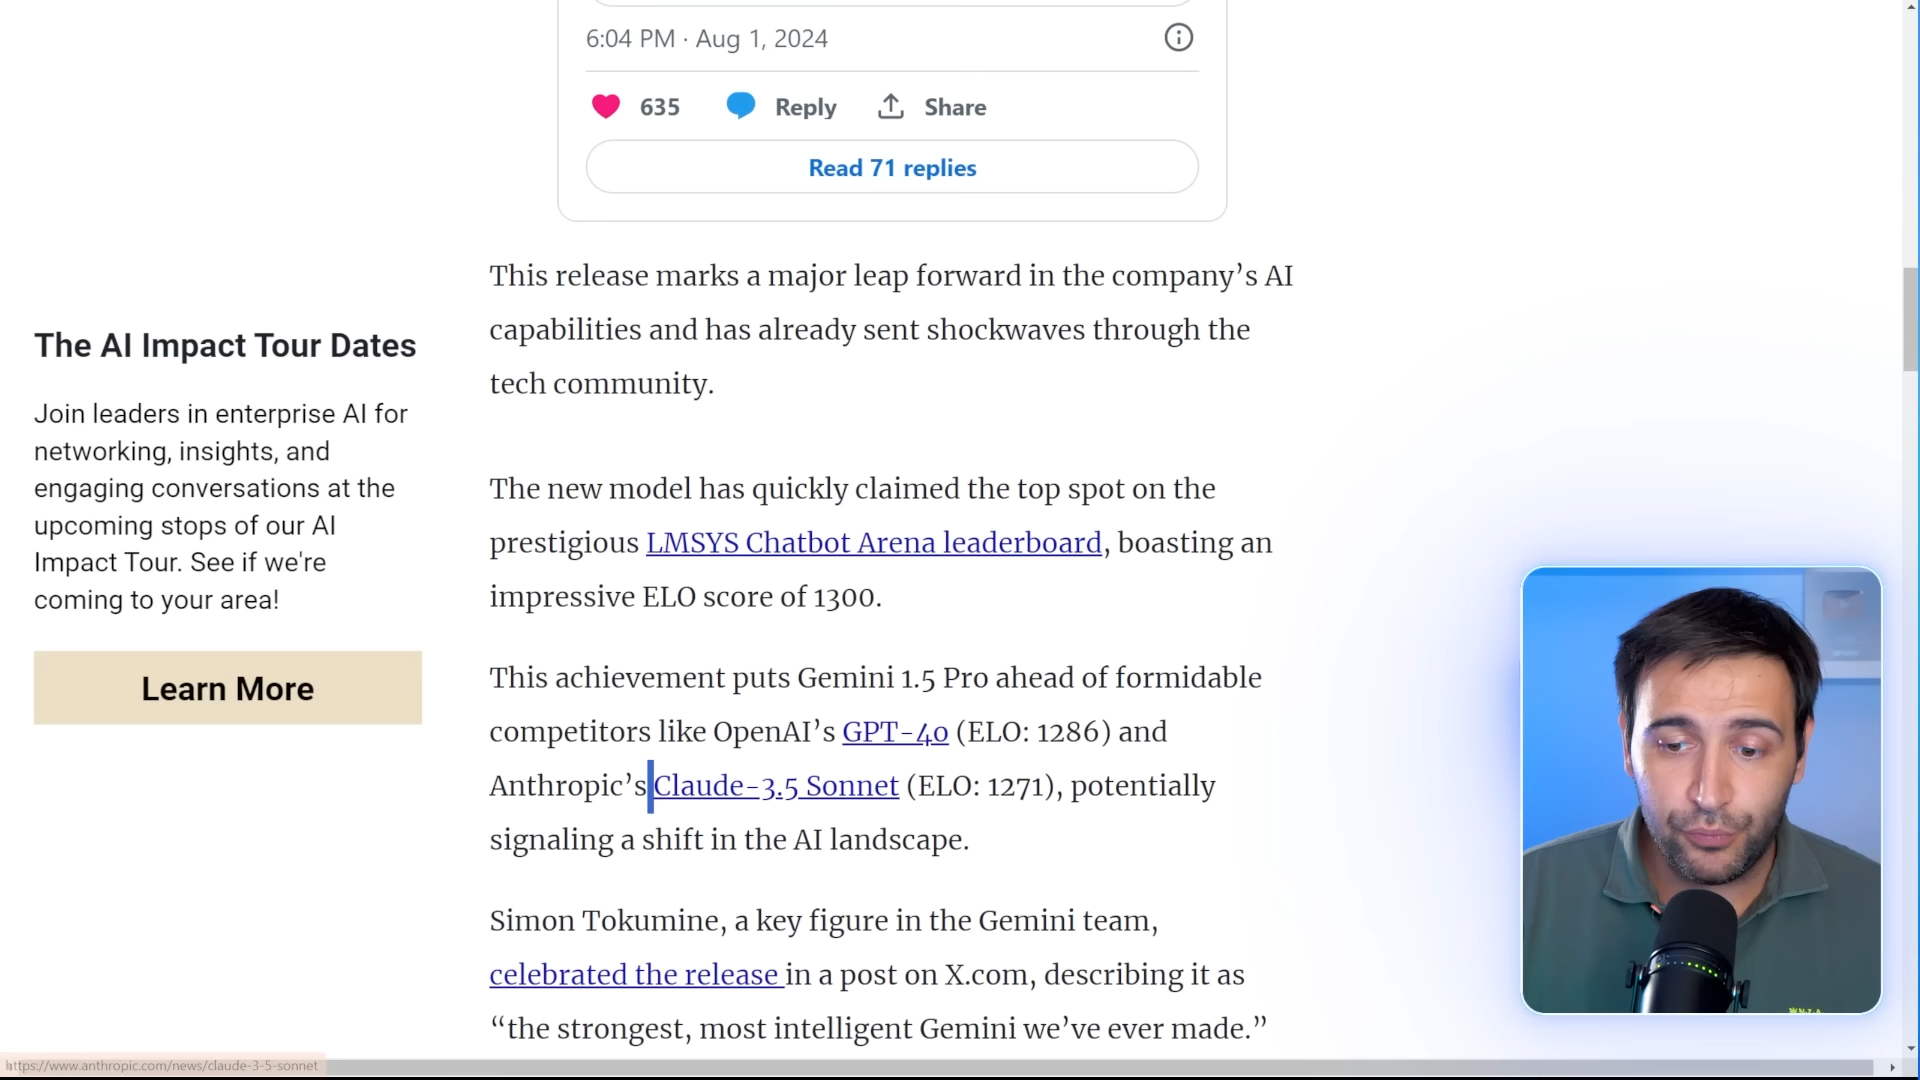 6:04 PM · Aug 1, 2024
635 Reply Share
Read 71 replies
This release marks a major leap forward in the company’s AI
capabilities and has already sent shockwaves through the
tech community.
The AI Impact Tour Dates
Join leaders in enterprise AI for
networking, insights, and
engaging conversations at the
upcoming stops of our AI
Impact Tour. See if we're
coming to your area!
Learn More
The new model has quickly claimed the top spot on the
prestigious LMSYS Chatbot Arena leaderboard, boasting an
impressive ELO score of 1300.
This achievement puts Gemini 1.5 Pro ahead of formidable
competitors like OpenAI’s GPT-4o (ELO: 1286) and
Anthropic’s Claude-3.5 Sonnet (ELO: 1271), potentially
signaling a shift in the AI landscape.
Simon Tokumine, a key figure in the Gemini team,
celebrated the release in a post on X.com, describing it as
“the strongest, most intelligent Gemini we’ve ever made.”
https://www.anthropic.com/news/claude-3-5-sonnet